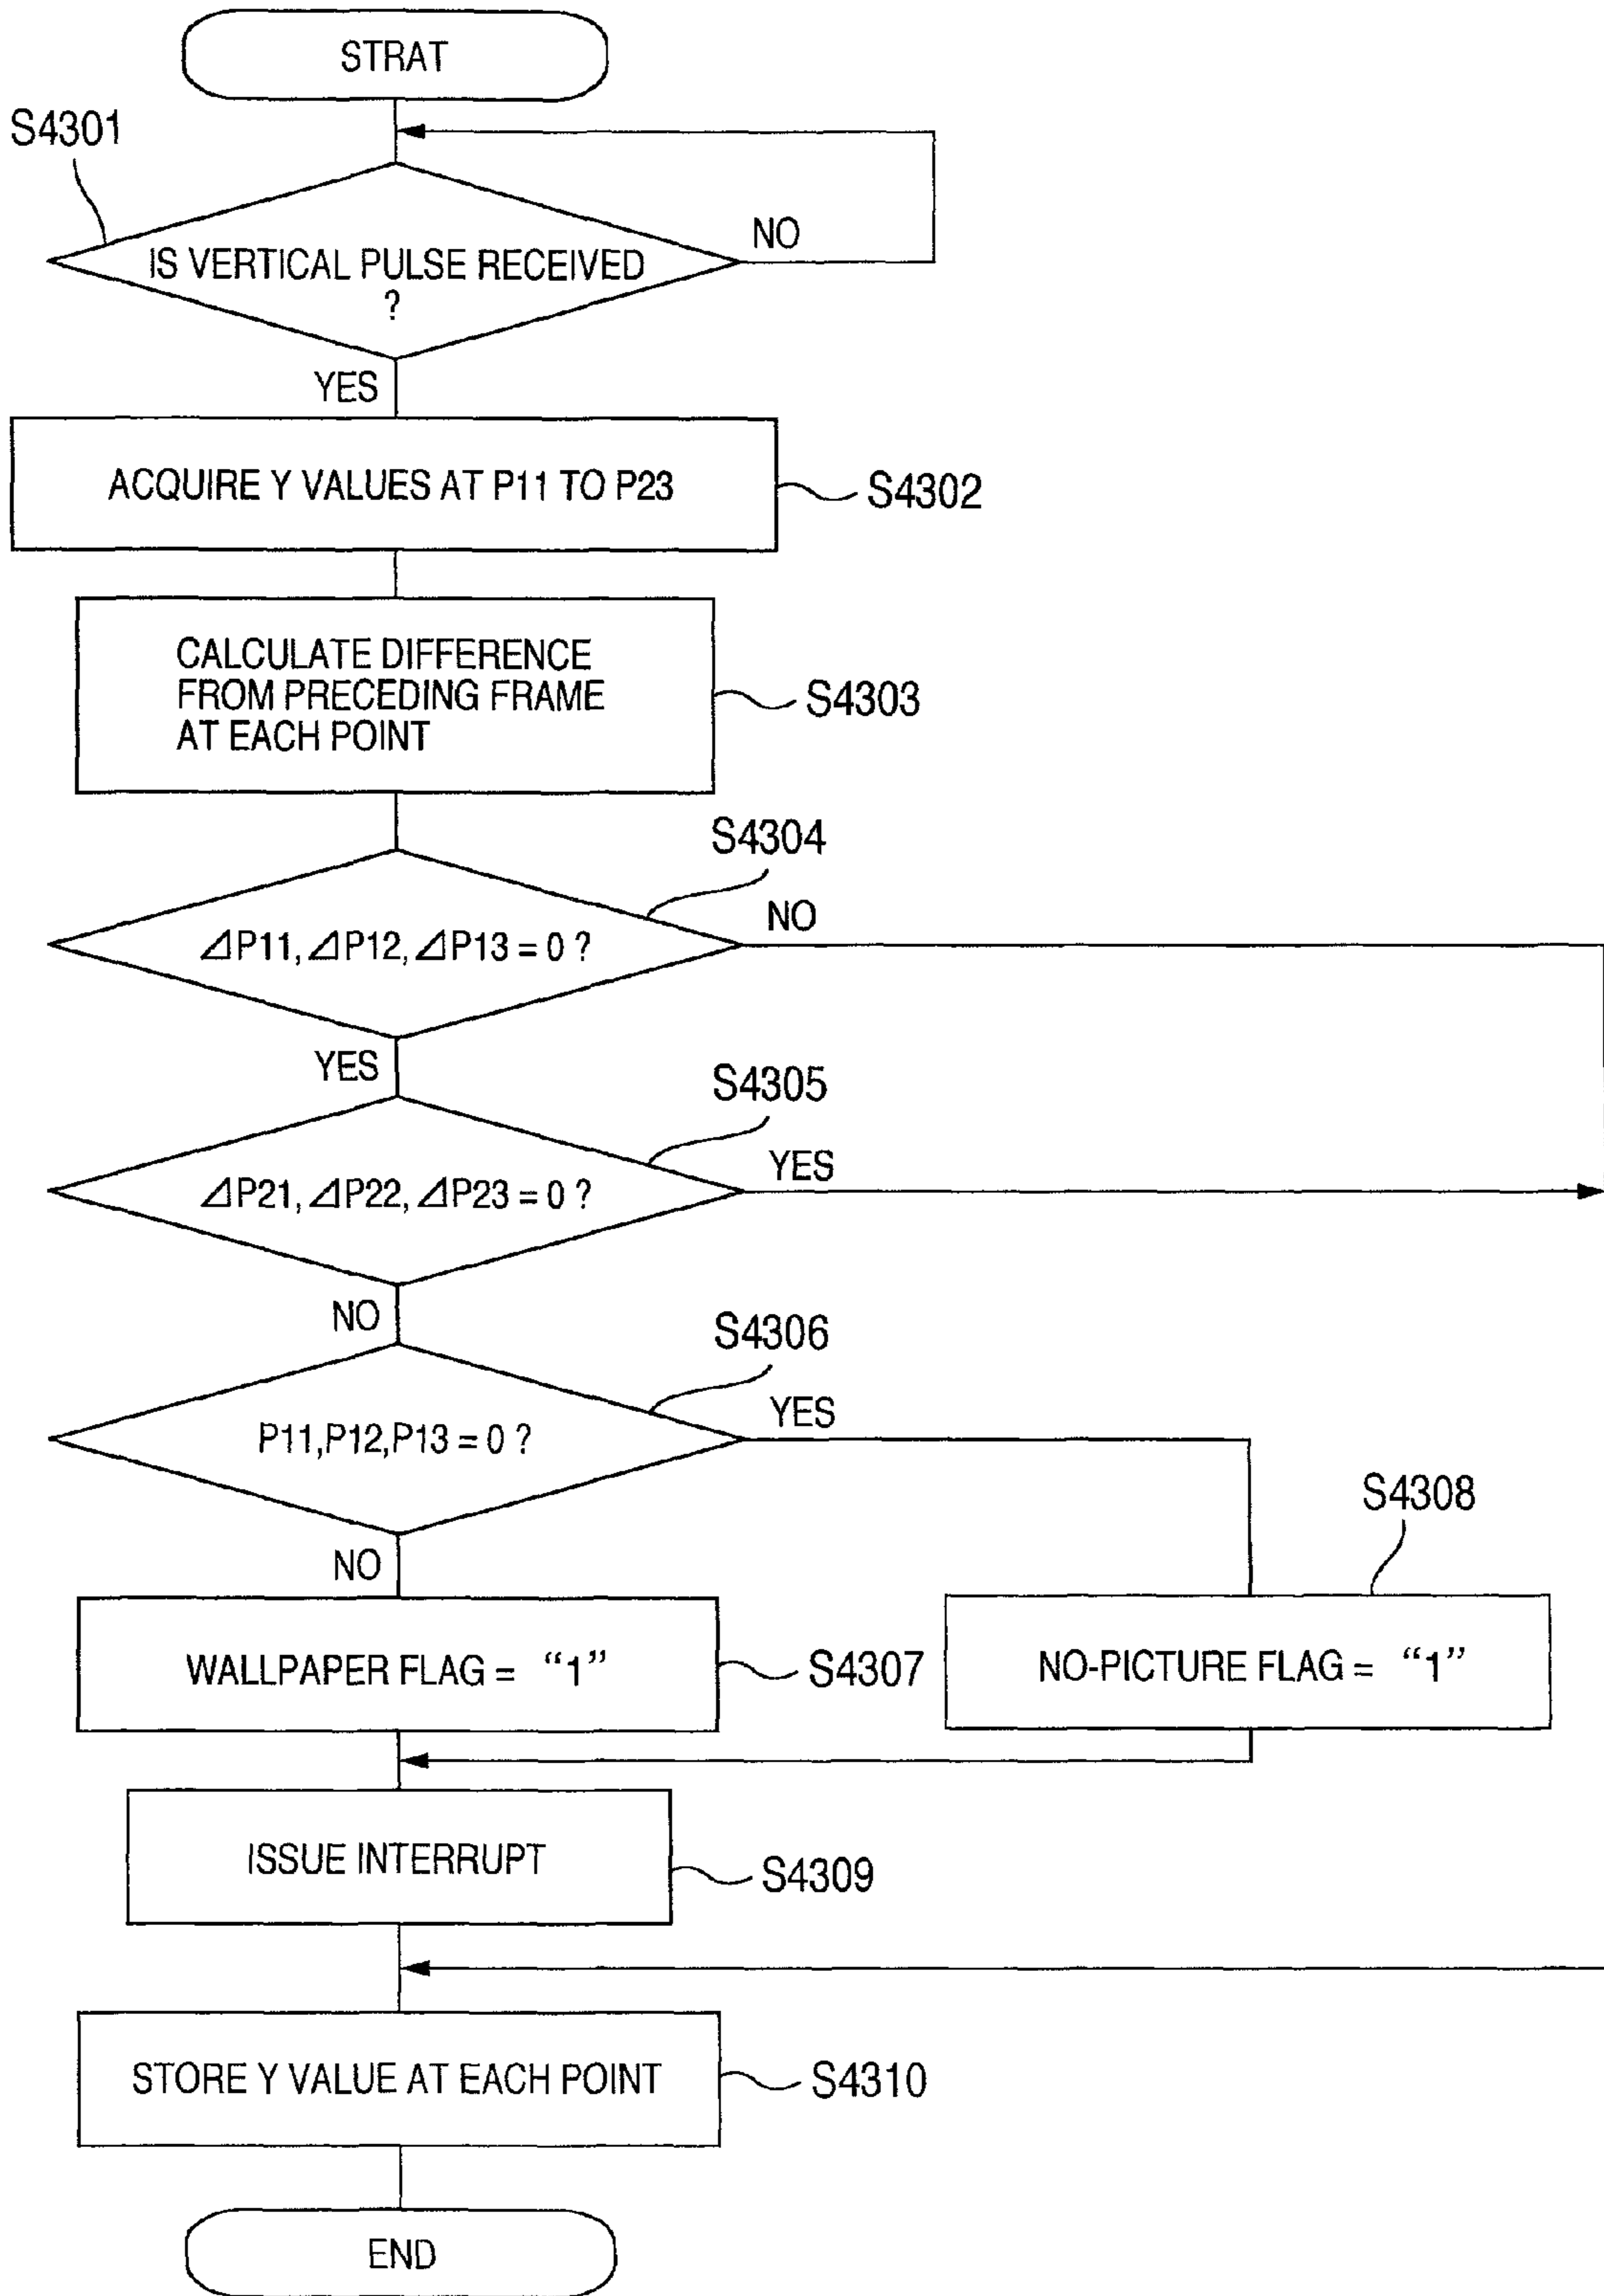 STRAT
S4301
IS VERTICAL PULSE RECEIVED
?
NO
YES
ACQUIRE Y VALUES AT P11 TO P23
S4302
CALCULATE DIFFERENCE
FROM PRECEDING FRAME
AT EACH POINT
S4303
S4304
⊿P11, ⊿P12, ⊿P13 = 0 ?
NO
YES
S4305
⊿P21, ⊿P22, ⊿P23 = 0 ?
YES
NO
S4306
P11,P12,P13 = 0 ?
YES
NO
S4308
WALLPAPER FLAG = “1”
S4307
NO-PICTURE FLAG = “1”
ISSUE INTERRUPT
S4309
STORE Y VALUE AT EACH POINT
S4310
END